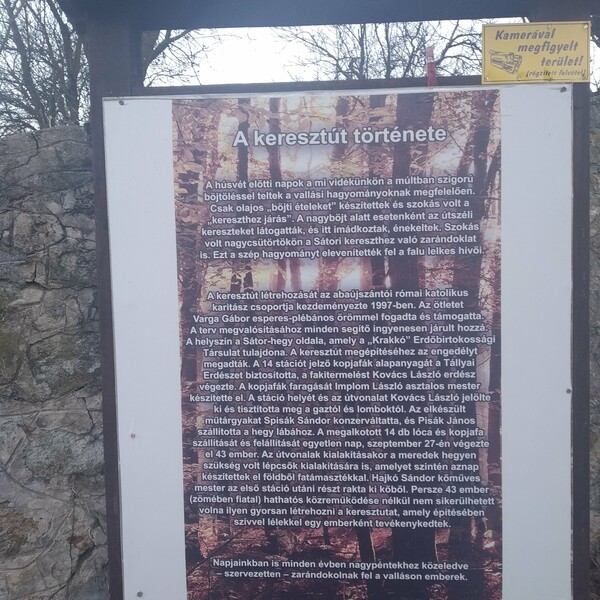 Kamerával
megfigyelt
terület!
(rögzített felvétel)
A keresztút története
A húsvét előtti napok a mi vidékünkön a múltban szigorú
böjtöléssel teltek a vallási hagyományoknak megfelelően.
Csak olajos „böjti ételeket” készítettek és szokás volt a
„kereszthez járás”. A nagyböjt alatt esetenként az útszéli
kereszteket látogatták, és itt imádkoztak, énekeltek. Szokás
volt nagycsütörtökön a Sátori kereszthez való zarándoklat
is. Ezt a szép hagyományt elevenítették fel a falu lelkes hívői.
A keresztút létrehozását az abaújszántói római katolikus
karitász csoportja kezdeményezte 1997-ben. Az ötletet
Varga Gábor esperes-plébános örömmel fogadta és támogatta.
A terv megvalósításához minden segítő ingyenesen járult hozzá.
A helyszín a Sátor-hegy oldala, amely a „Krakkó” Erdőbirtokossági
Társulat tulajdona. A keresztút megépítéséhez az engedélyt
megadták. A 14 stációt jelző kopjafák alapanyagát a Tállyai
Erdészet biztosította, a fakitermelést Kovács László erdész
végezte. A kopjafák faragását Implom László asztalos mester
készítette el. A stáció helyét és az útvonalat Kovács László jelölte
ki és tisztította meg a gaztól és lomboktól. Az elkészült
műtárgyakat Spisák Sándor konzerválta, és Pisák János
szállította a hegy lábához. A megalkotott 14 db lóca és kopjafa
szállítását és felállítását egyetlen nap, szeptember 27-én végezte
el 43 ember. Az útvonalak kialakításakor a meredek hegyen
szükség volt lépcsők kialakítására is, amelyet szintén aznap
készítettek el földből fatámasztékkal. Hajkó Sándor kőműves
mester az első stáció utáni részt rakta ki kőből. Persze 43 ember
(zömében fiatal) hathatós közreműködése nélkül nem sikerülhetett
volna ilyen gyorsan létrehozni a keresztutat, amely építésében
szívvel lélekkel egy emberként tevékenykedtek.
Napjainkban is minden évben nagypéntekhez közeledve
– szervezetten – zarándokolnak fel a valláson emberek.